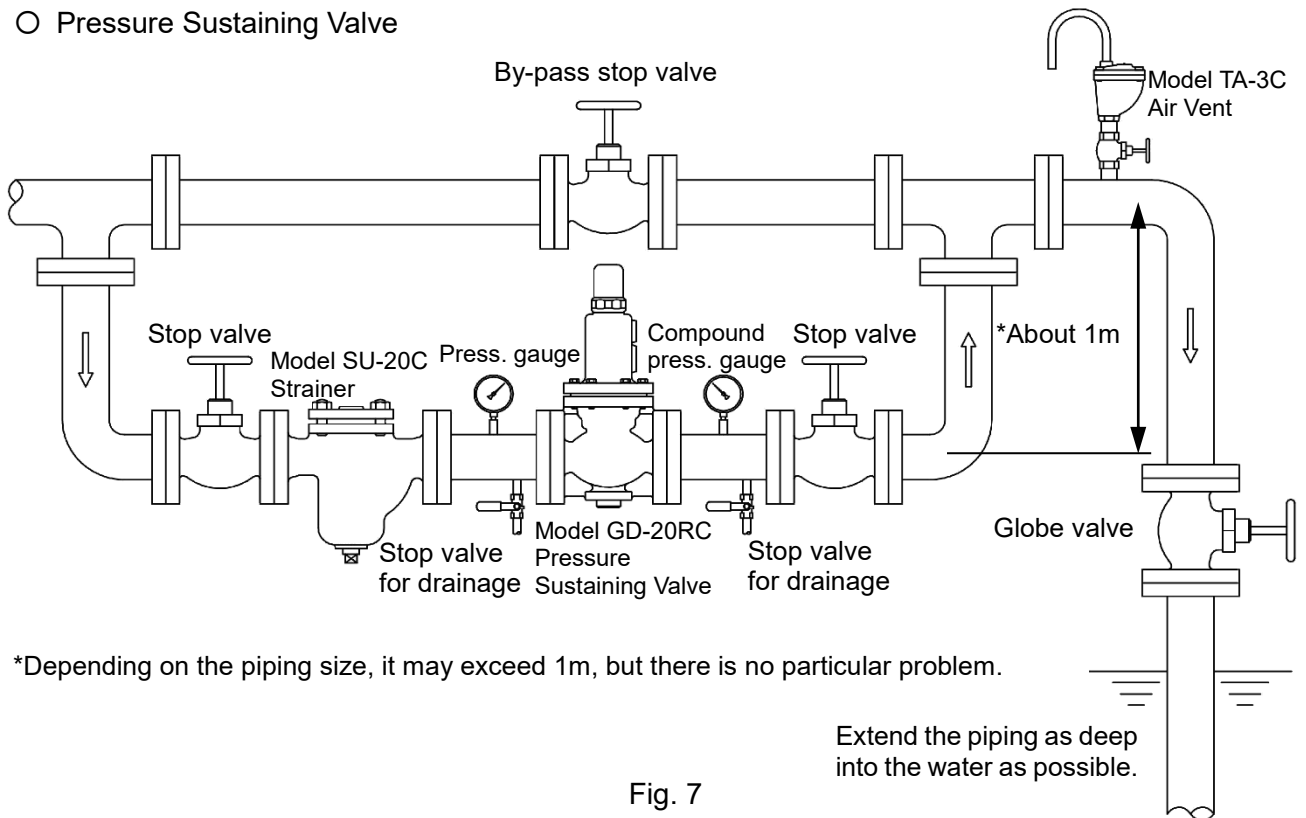 ○ Pressure Sustaining Valve
By-pass stop valve
Model TA-3C
Air Vent
Stop valve
Model SU-20C
Strainer
Press. gauge
Compound
press. gauge
Stop valve
*About 1m
Stop valve
for drainage
Model GD-20RC
Pressure
Sustaining Valve
Stop valve
for drainage
Globe valve
*Depending on the piping size, it may exceed 1m, but there is no particular problem.
Extend the piping as deep
into the water as possible.
Fig. 7